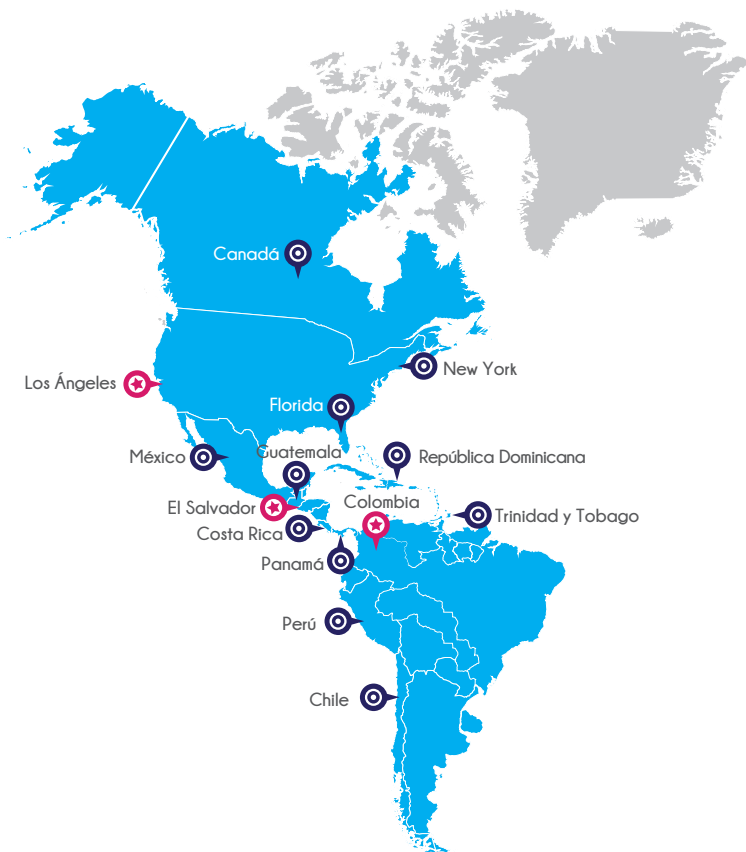 Canadá
New York
Los Ángeles
Florida
Guatemala
México
República Dominicana
Colombia
El Salvador
Trinidad y Tobago
Costa Rica
Panamá
Perú
Chile